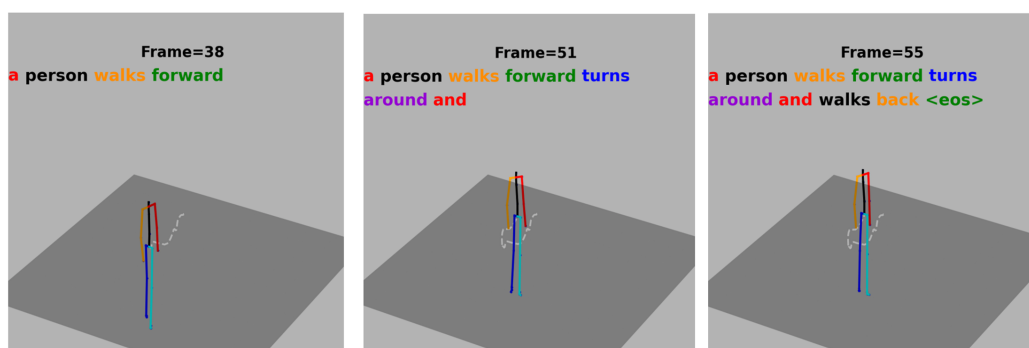 Frame=38
a person walks forward
Frame=51
a person walks forward turns
around and
Frame=55
a person walks forward turns
around and walks back <eos>